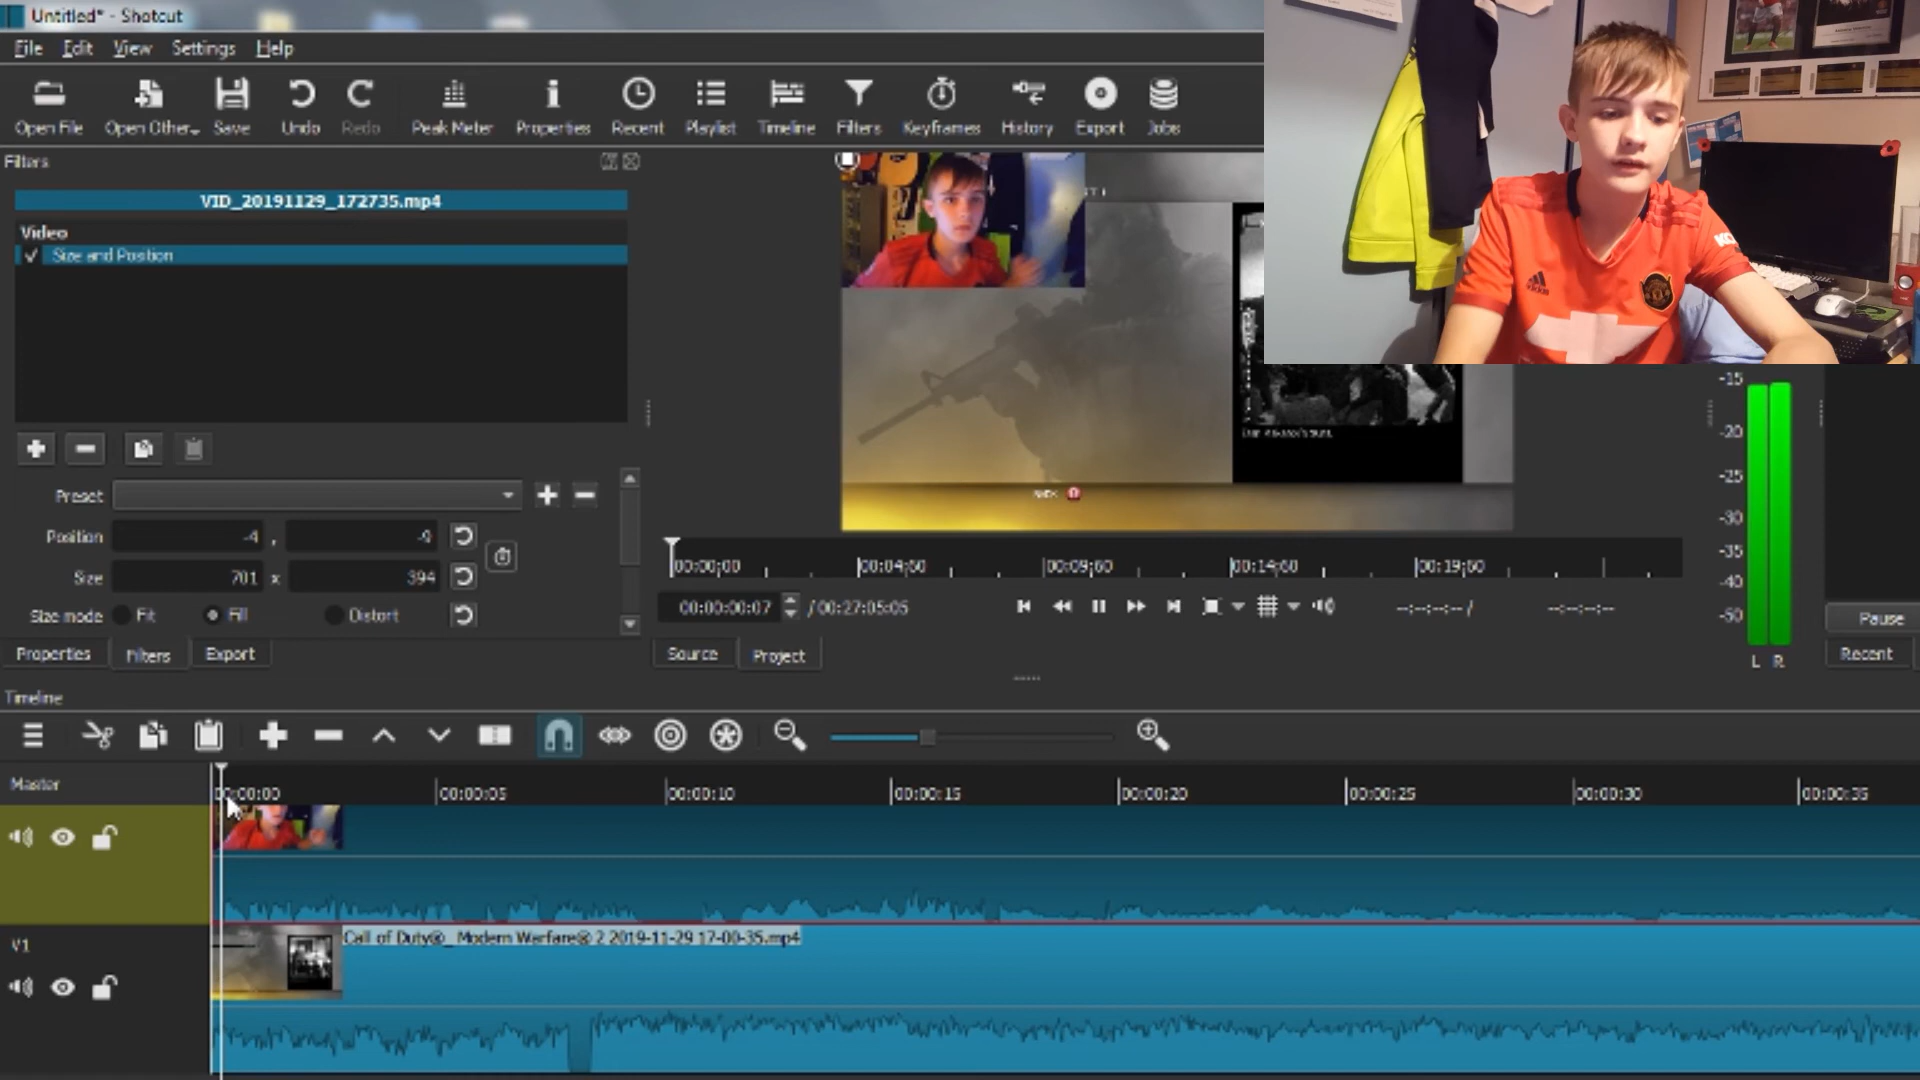 Untitled* - Shotcut
File Edit View Settings Help
Open File Open Other... Save Undo Redo Peak Meter Properties Recent Playlist Timeline Filters Keyframes History Export Jobs
Filters
VID_20191129_172735.mp4
Video
Size and Position
Preset
Position -4 , -9
Size 701 x 394
Size mode Fit Fill Distort
Properties Filters Export
00:00;00 00:04;60 00:09;60 00:14;60 00:19;60
00:00:00:07 / 00:27:05:05 --:--:--:-- / --:--:--:--
Source Project
-15
-20
-25
-30
-35
-40
-50
L R
Pause
Recent
adidas
Timeline
Master
00:00:00 00:00:05 00:00:10 00:00:15 00:00:20 00:00:25 00:00:30 00:00:35
V1
Call of Duty®_ Modern Warfare® 2 2019-11-29 17-00-35.mp4